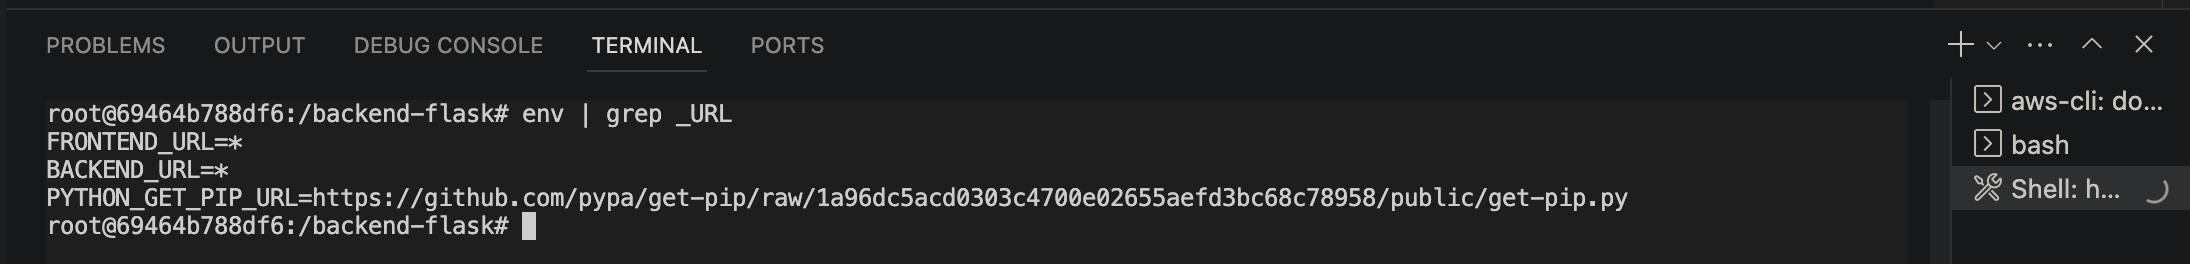 PROBLEMS OUTPUT DEBUG CONSOLE TERMINAL PORTS
root@69464b788df6:/backend-flask# env | grep _URL
FRONTEND_URL=*
BACKEND_URL=*
PYTHON_GET_PIP_URL=https://github.com/pypa/get-pip/raw/1a96dc5acd0303c4700e02655aefd3bc68c78958/public/get-pip.py
root@69464b788df6:/backend-flask#
aws-cli: do...
bash
Shell: h...